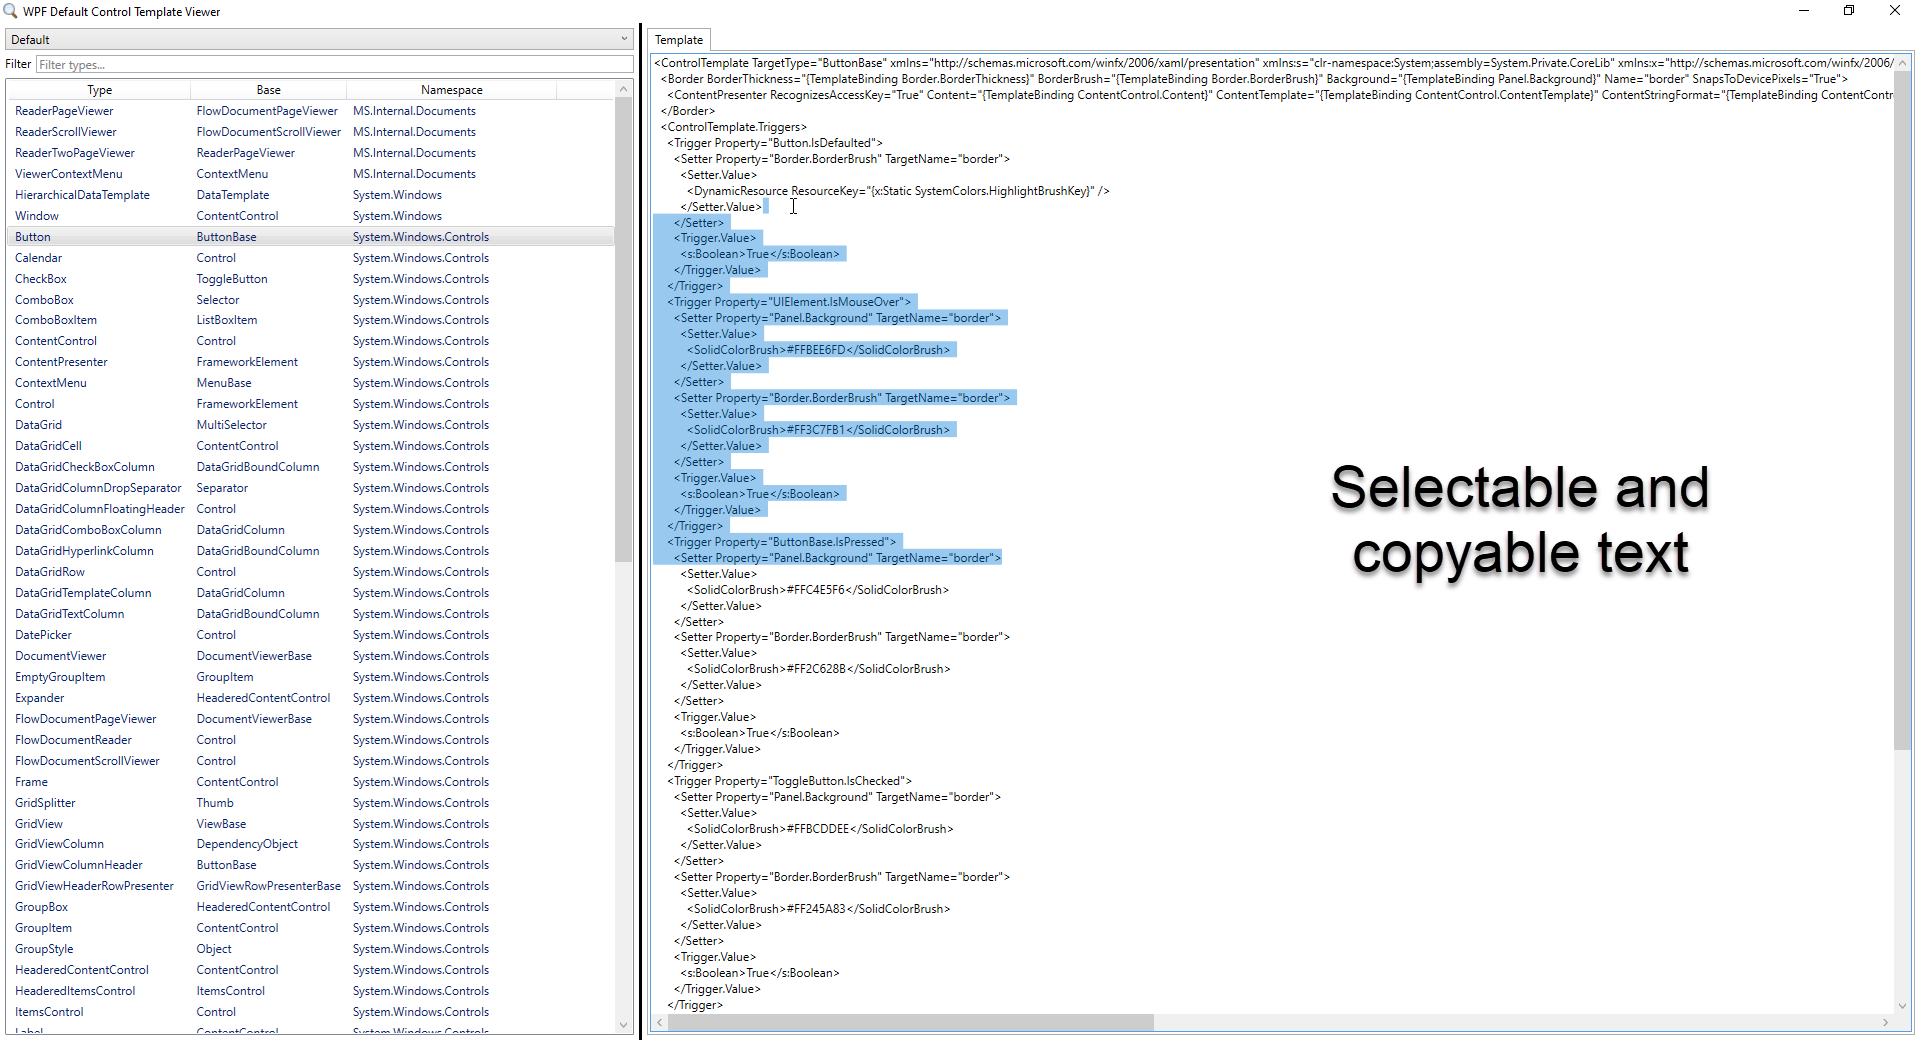 WPF Default Control Template Viewer
Default
Filter Filter types...
Type Base Namespace
ReaderPageViewer FlowDocumentPageViewer MS.Internal.Documents
ReaderScrollViewer FlowDocumentScrollViewer MS.Internal.Documents
ReaderTwoPageViewer ReaderPageViewer MS.Internal.Documents
ViewerContextMenu ContextMenu MS.Internal.Documents
HierarchicalDataTemplate DataTemplate System.Windows
Window ContentControl System.Windows
Button ButtonBase System.Windows.Controls
Calendar Control System.Windows.Controls
CheckBox ToggleButton System.Windows.Controls
ComboBox Selector System.Windows.Controls
ComboBoxItem ListBoxItem System.Windows.Controls
ContentControl Control System.Windows.Controls
ContentPresenter FrameworkElement System.Windows.Controls
ContextMenu MenuBase System.Windows.Controls
Control FrameworkElement System.Windows.Controls
DataGrid MultiSelector System.Windows.Controls
DataGridCell ContentControl System.Windows.Controls
DataGridCheckBoxColumn DataGridBoundColumn System.Windows.Controls
DataGridColumnDropSeparator Separator System.Windows.Controls
DataGridColumnFloatingHeader Control System.Windows.Controls
DataGridComboBoxColumn DataGridColumn System.Windows.Controls
DataGridHyperlinkColumn DataGridBoundColumn System.Windows.Controls
DataGridRow Control System.Windows.Controls
DataGridTemplateColumn DataGridColumn System.Windows.Controls
DataGridTextColumn DataGridBoundColumn System.Windows.Controls
DatePicker Control System.Windows.Controls
DocumentViewer DocumentViewerBase System.Windows.Controls
EmptyGroupItem GroupItem System.Windows.Controls
Expander HeaderedContentControl System.Windows.Controls
FlowDocumentPageViewer DocumentViewerBase System.Windows.Controls
FlowDocumentReader Control System.Windows.Controls
FlowDocumentScrollViewer Control System.Windows.Controls
Frame ContentControl System.Windows.Controls
GridSplitter Thumb System.Windows.Controls
GridView ViewBase System.Windows.Controls
GridViewColumn DependencyObject System.Windows.Controls
GridViewColumnHeader ButtonBase System.Windows.Controls
GridViewHeaderRowPresenter GridViewRowPresenterBase System.Windows.Controls
GroupBox HeaderedContentControl System.Windows.Controls
GroupItem ContentControl System.Windows.Controls
GroupStyle Object System.Windows.Controls
HeaderedContentControl ContentControl System.Windows.Controls
HeaderedItemsControl ItemsControl System.Windows.Controls
ItemsControl Control System.Windows.Controls
Label ContentControl System.Windows.Controls
Template
<ControlTemplate TargetType="ButtonBase" xmlns="http://schemas.microsoft.com/winfx/2006/xaml/presentation" xmlns:s="clr-namespace:System;assembly=System.Private.CoreLib" xmlns:x="http://schemas.microsoft.com/winfx/2006/
<Border BorderThickness="{TemplateBinding Border.BorderThickness}" BorderBrush="{TemplateBinding Border.BorderBrush}" Background="{TemplateBinding Panel.Background}" Name="border" SnapsToDevicePixels="True">
<ContentPresenter RecognizesAccessKey="True" Content="{TemplateBinding ContentControl.Content}" ContentTemplate="{TemplateBinding ContentControl.ContentTemplate}" ContentStringFormat="{TemplateBinding ContentContr
</Border>
<ControlTemplate.Triggers>
<Trigger Property="Button.IsDefaulted">
<Setter Property="Border.BorderBrush" TargetName="border">
<Setter.Value>
<DynamicResource ResourceKey="{x:Static SystemColors.HighlightBrushKey}" />
</Setter.Value>
</Setter>
<Trigger.Value>
<s:Boolean>True</s:Boolean>
</Trigger.Value>
</Trigger>
<Trigger Property="UIElement.IsMouseOver">
<Setter Property="Panel.Background" TargetName="border">
<Setter.Value>
<SolidColorBrush>#FFBEE6FD</SolidColorBrush>
</Setter.Value>
</Setter>
<Setter Property="Border.BorderBrush" TargetName="border">
<Setter.Value>
<SolidColorBrush>#FF3C7FB1</SolidColorBrush>
</Setter.Value>
</Setter>
<Trigger.Value>
<s:Boolean>True</s:Boolean>
</Trigger.Value>
</Trigger>
<Trigger Property="ButtonBase.IsPressed">
<Setter Property="Panel.Background" TargetName="border">
<Setter.Value>
<SolidColorBrush>#FFC4E5F6</SolidColorBrush>
</Setter.Value>
</Setter>
<Setter Property="Border.BorderBrush" TargetName="border">
<Setter.Value>
<SolidColorBrush>#FF2C628B</SolidColorBrush>
</Setter.Value>
</Setter>
<Trigger.Value>
<s:Boolean>True</s:Boolean>
</Trigger.Value>
</Trigger>
<Trigger Property="ToggleButton.IsChecked">
<Setter Property="Panel.Background" TargetName="border">
<Setter.Value>
<SolidColorBrush>#FFBCDDEE</SolidColorBrush>
</Setter.Value>
</Setter>
<Setter Property="Border.BorderBrush" TargetName="border">
<Setter.Value>
<SolidColorBrush>#FF245A83</SolidColorBrush>
</Setter.Value>
</Setter>
<Trigger.Value>
<s:Boolean>True</s:Boolean>
</Trigger.Value>
</Trigger>
Selectable and
copyable text